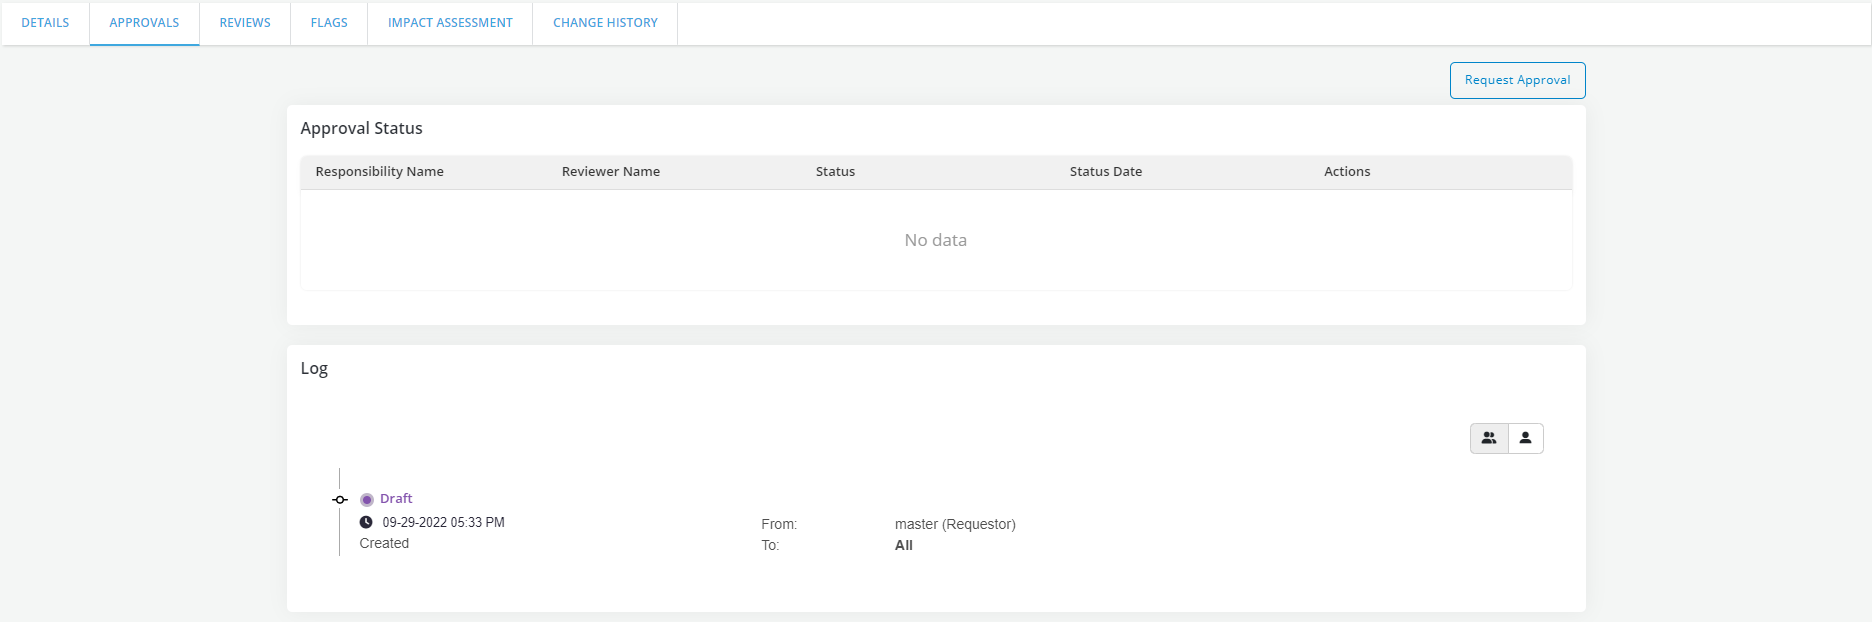 DETAILS APPROVALS REVIEWS FLAGS IMPACT ASSESSMENT CHANGE HISTORY
Request Approval
Approval Status
Responsibility Name Reviewer Name Status Status Date Actions
No data
Log
Draft
09-29-2022 05:33 PM
From: master (Requestor)
Created
To: All